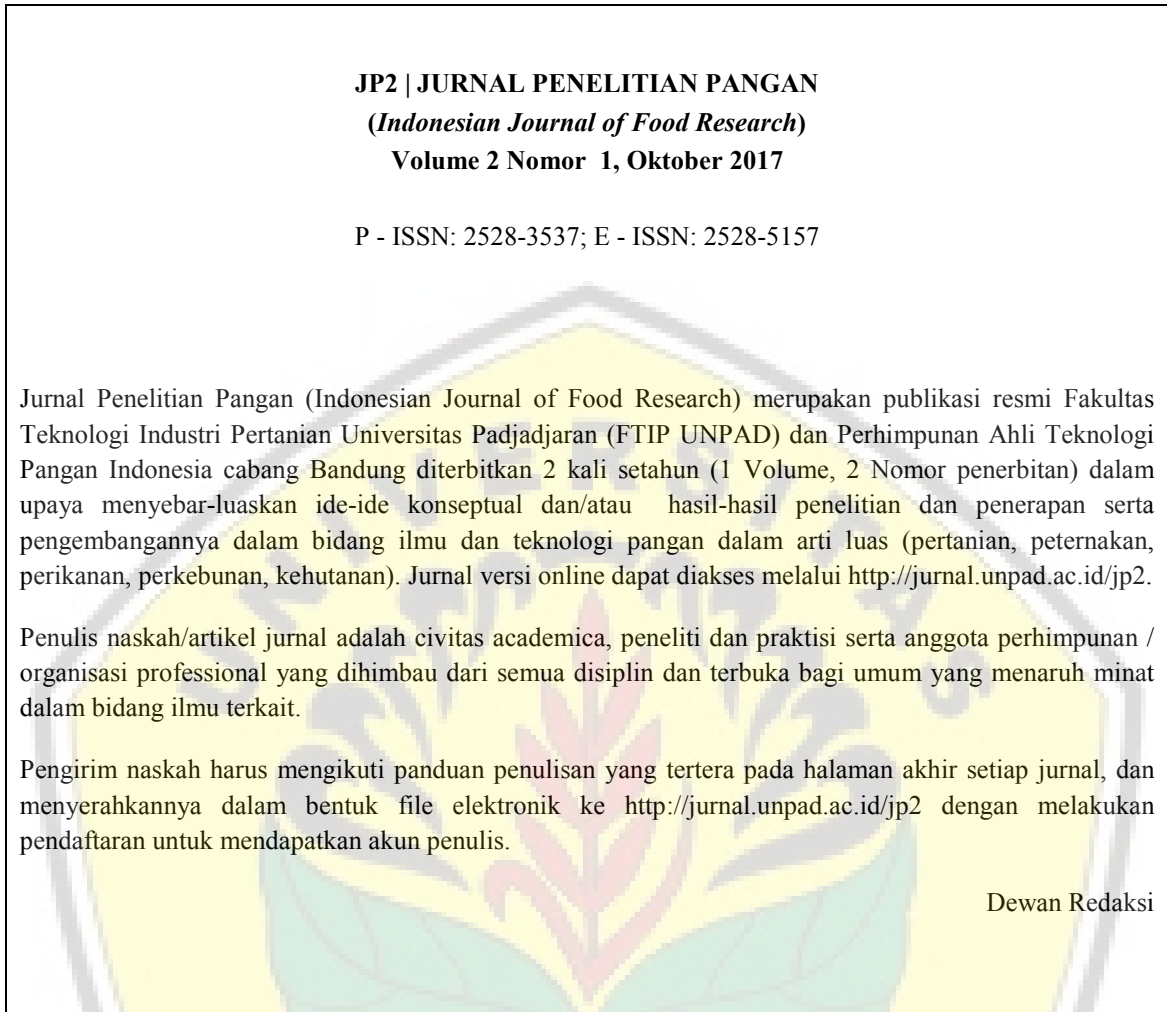 JP2 | JURNAL PENELITIAN PANGAN
(Indonesian Journal of Food Research)
Volume 2 Nomor 1, Oktober 2017
P - ISSN: 2528-3537; E - ISSN: 2528-5157
Jurnal Penelitian Pangan (Indonesian Journal of Food Research) merupakan publikasi resmi Fakultas
Teknologi Industri Pertanian Universitas Padjadjaran (FTIP UNPAD) dan Perhimpunan Ahli Teknologi
Pangan Indonesia cabang Bandung diterbitkan 2 kali setahun (1 Volume, 2 Nomor penerbitan) dalam
upaya menyebar-luaskan ide-ide konseptual dan/atau hasil-hasil penelitian dan penerapan serta
pengembangannya dalam bidang ilmu dan teknologi pangan dalam arti luas (pertanian, peternakan,
perikanan, perkebunan, kehutanan). Jurnal versi online dapat diakses melalui http://jurnal.unpad.ac.id/jp2.
Penulis naskah/artikel jurnal adalah civitas academica, peneliti dan praktisi serta anggota perhimpunan /
organisasi professional yang dihimbau dari semua disiplin dan terbuka bagi umum yang menaruh minat
dalam bidang ilmu terkait.
Pengirim naskah harus mengikuti panduan penulisan yang tertera pada halaman akhir setiap jurnal, dan
menyerahkannya dalam bentuk file elektronik ke http://jurnal.unpad.ac.id/jp2 dengan melakukan
pendaftaran untuk mendapatkan akun penulis.
Dewan Redaksi
UNIVERSITAS